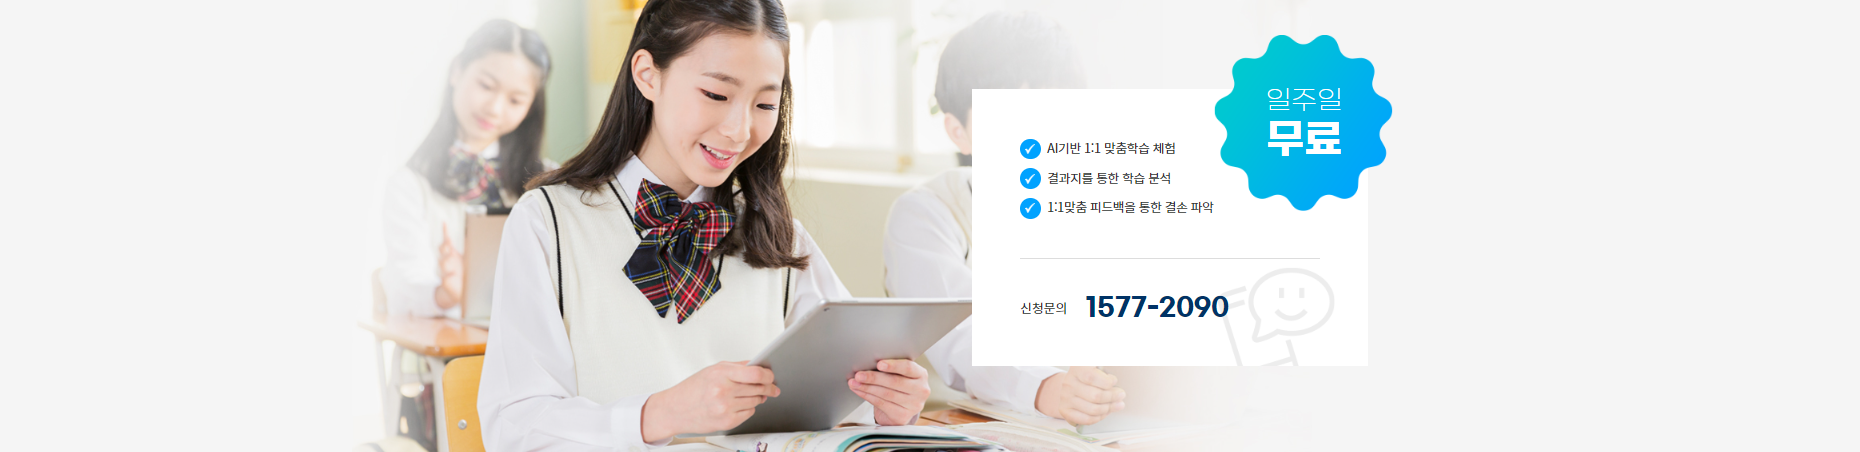 일주일
무료
AI기반 1:1 맞춤학습 체험
결과지를 통한 학습 분석
1:1맞춤 피드백을 통한 결손 파악
신청문의 1577-2090